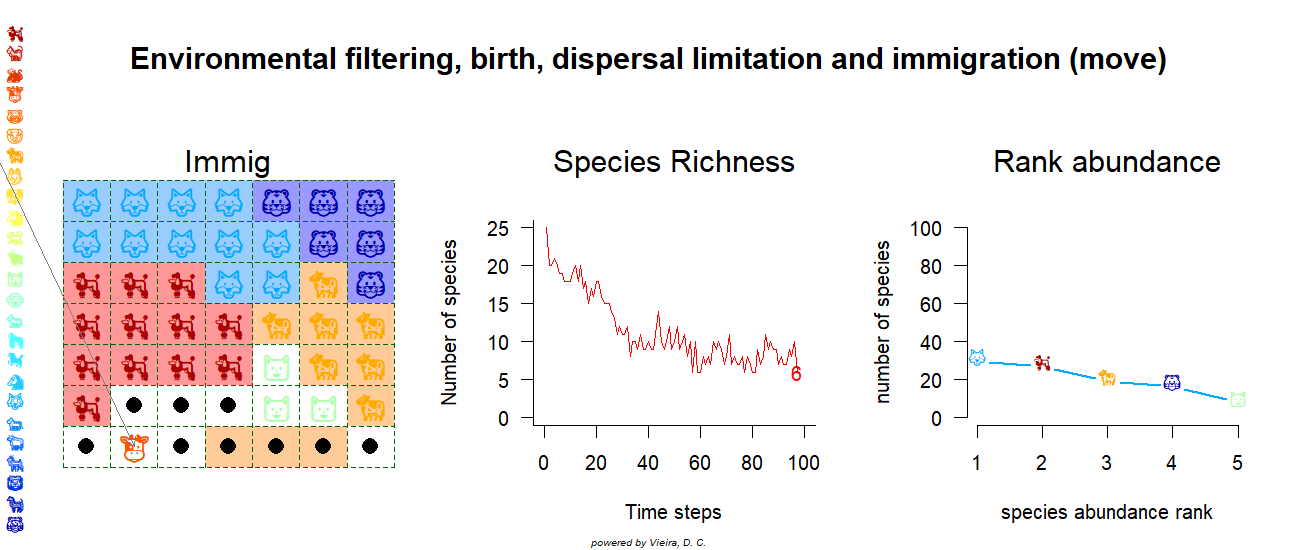 Environmental filtering, birth, dispersal limitation and immigration (move)
Immig
Species Richness
Number of species
25
20
15
10
5
0
6
0 20 40 60 80 100
Time steps
Rank abundance
number of species
100
80
60
40
20
0
1 2 3 4 5
species abundance rank
powered by Vieira, D. C.